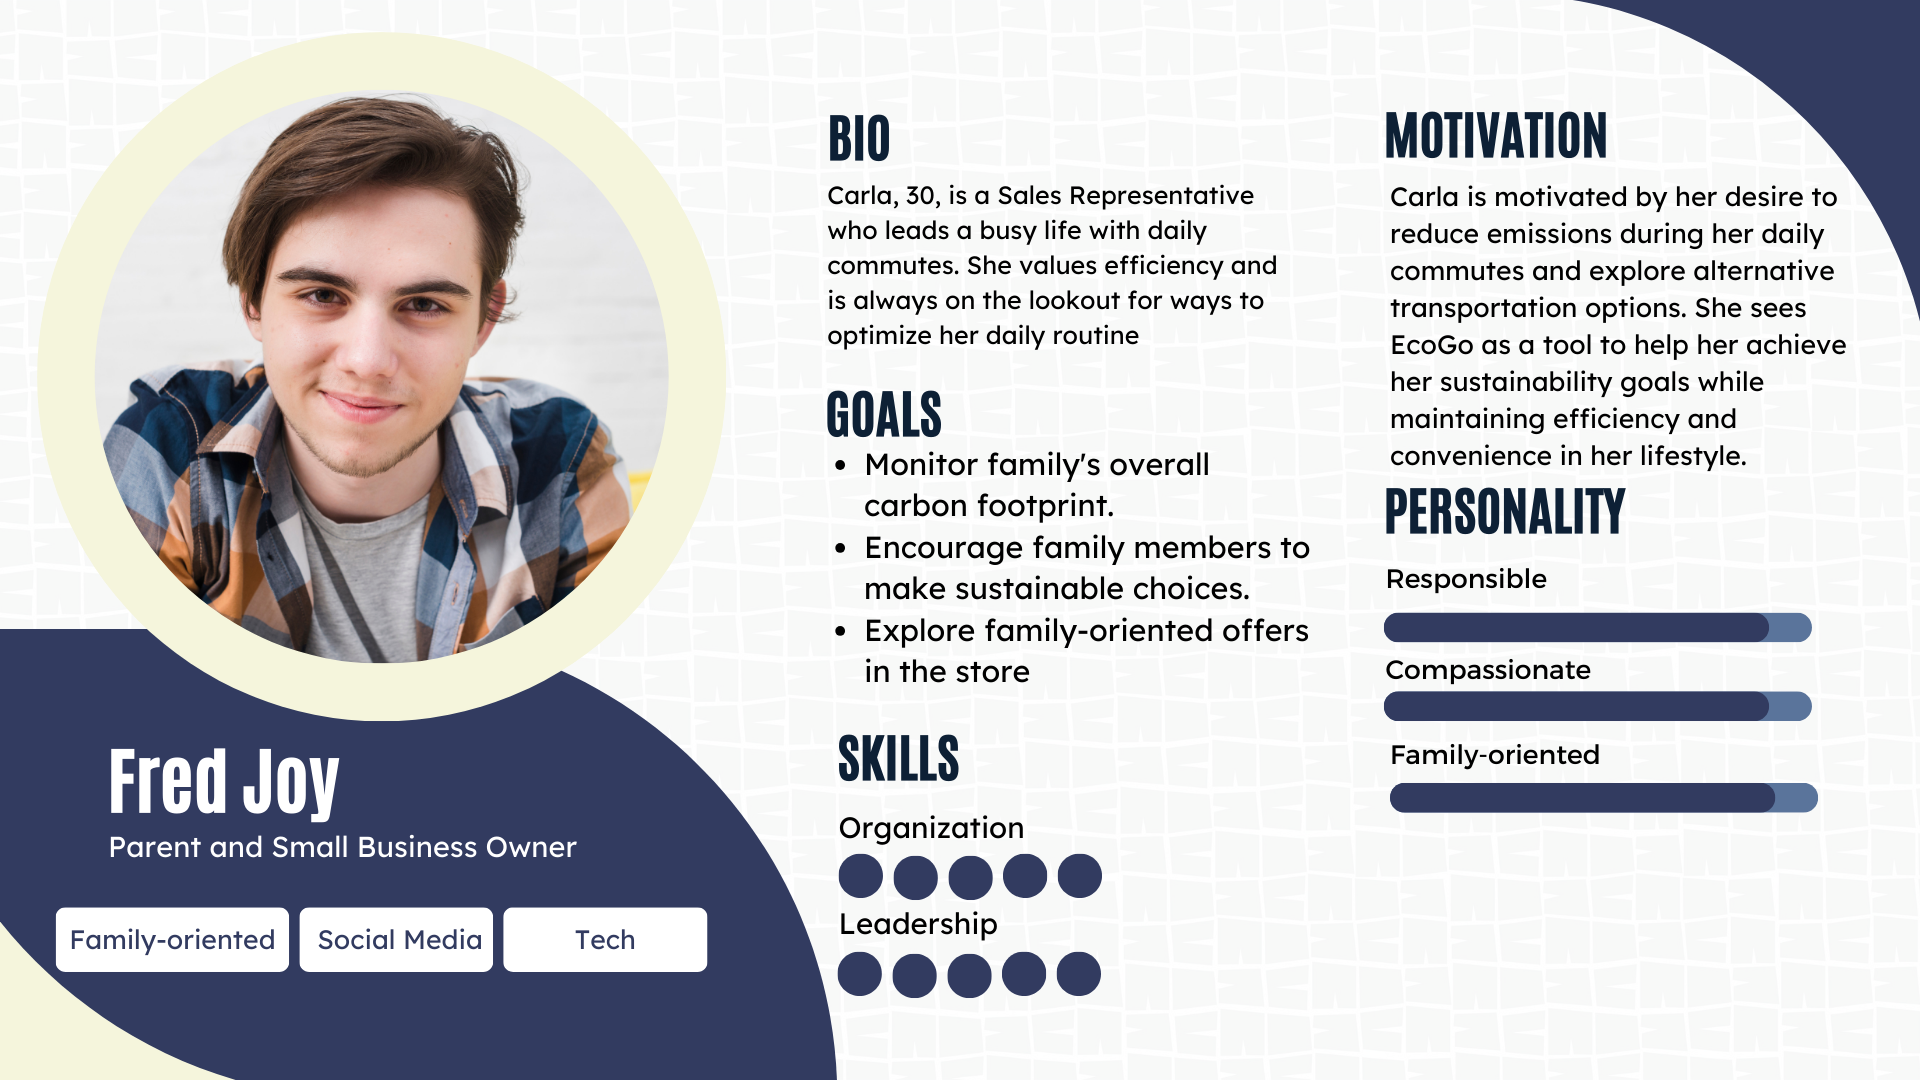 Fred Joy
Parent and Small Business Owner
Family-oriented
Social Media
Tech
BIO
Carla, 30, is a Sales Representative
who leads a busy life with daily
commutes. She values efficiency and
is always on the lookout for ways to
optimize her daily routine
GOALS
• Monitor family's overall
carbon footprint.
• Encourage family members to
make sustainable choices.
• Explore family-oriented offers
in the store
SKILLS
Organization
Leadership
MOTIVATION
Carla is motivated by her desire to
reduce emissions during her daily
commutes and explore alternative
transportation options. She sees
EcoGo as a tool to help her achieve
her sustainability goals while
maintaining efficiency and
convenience in her lifestyle.
PERSONALITY
Responsible
Compassionate
Family-oriented